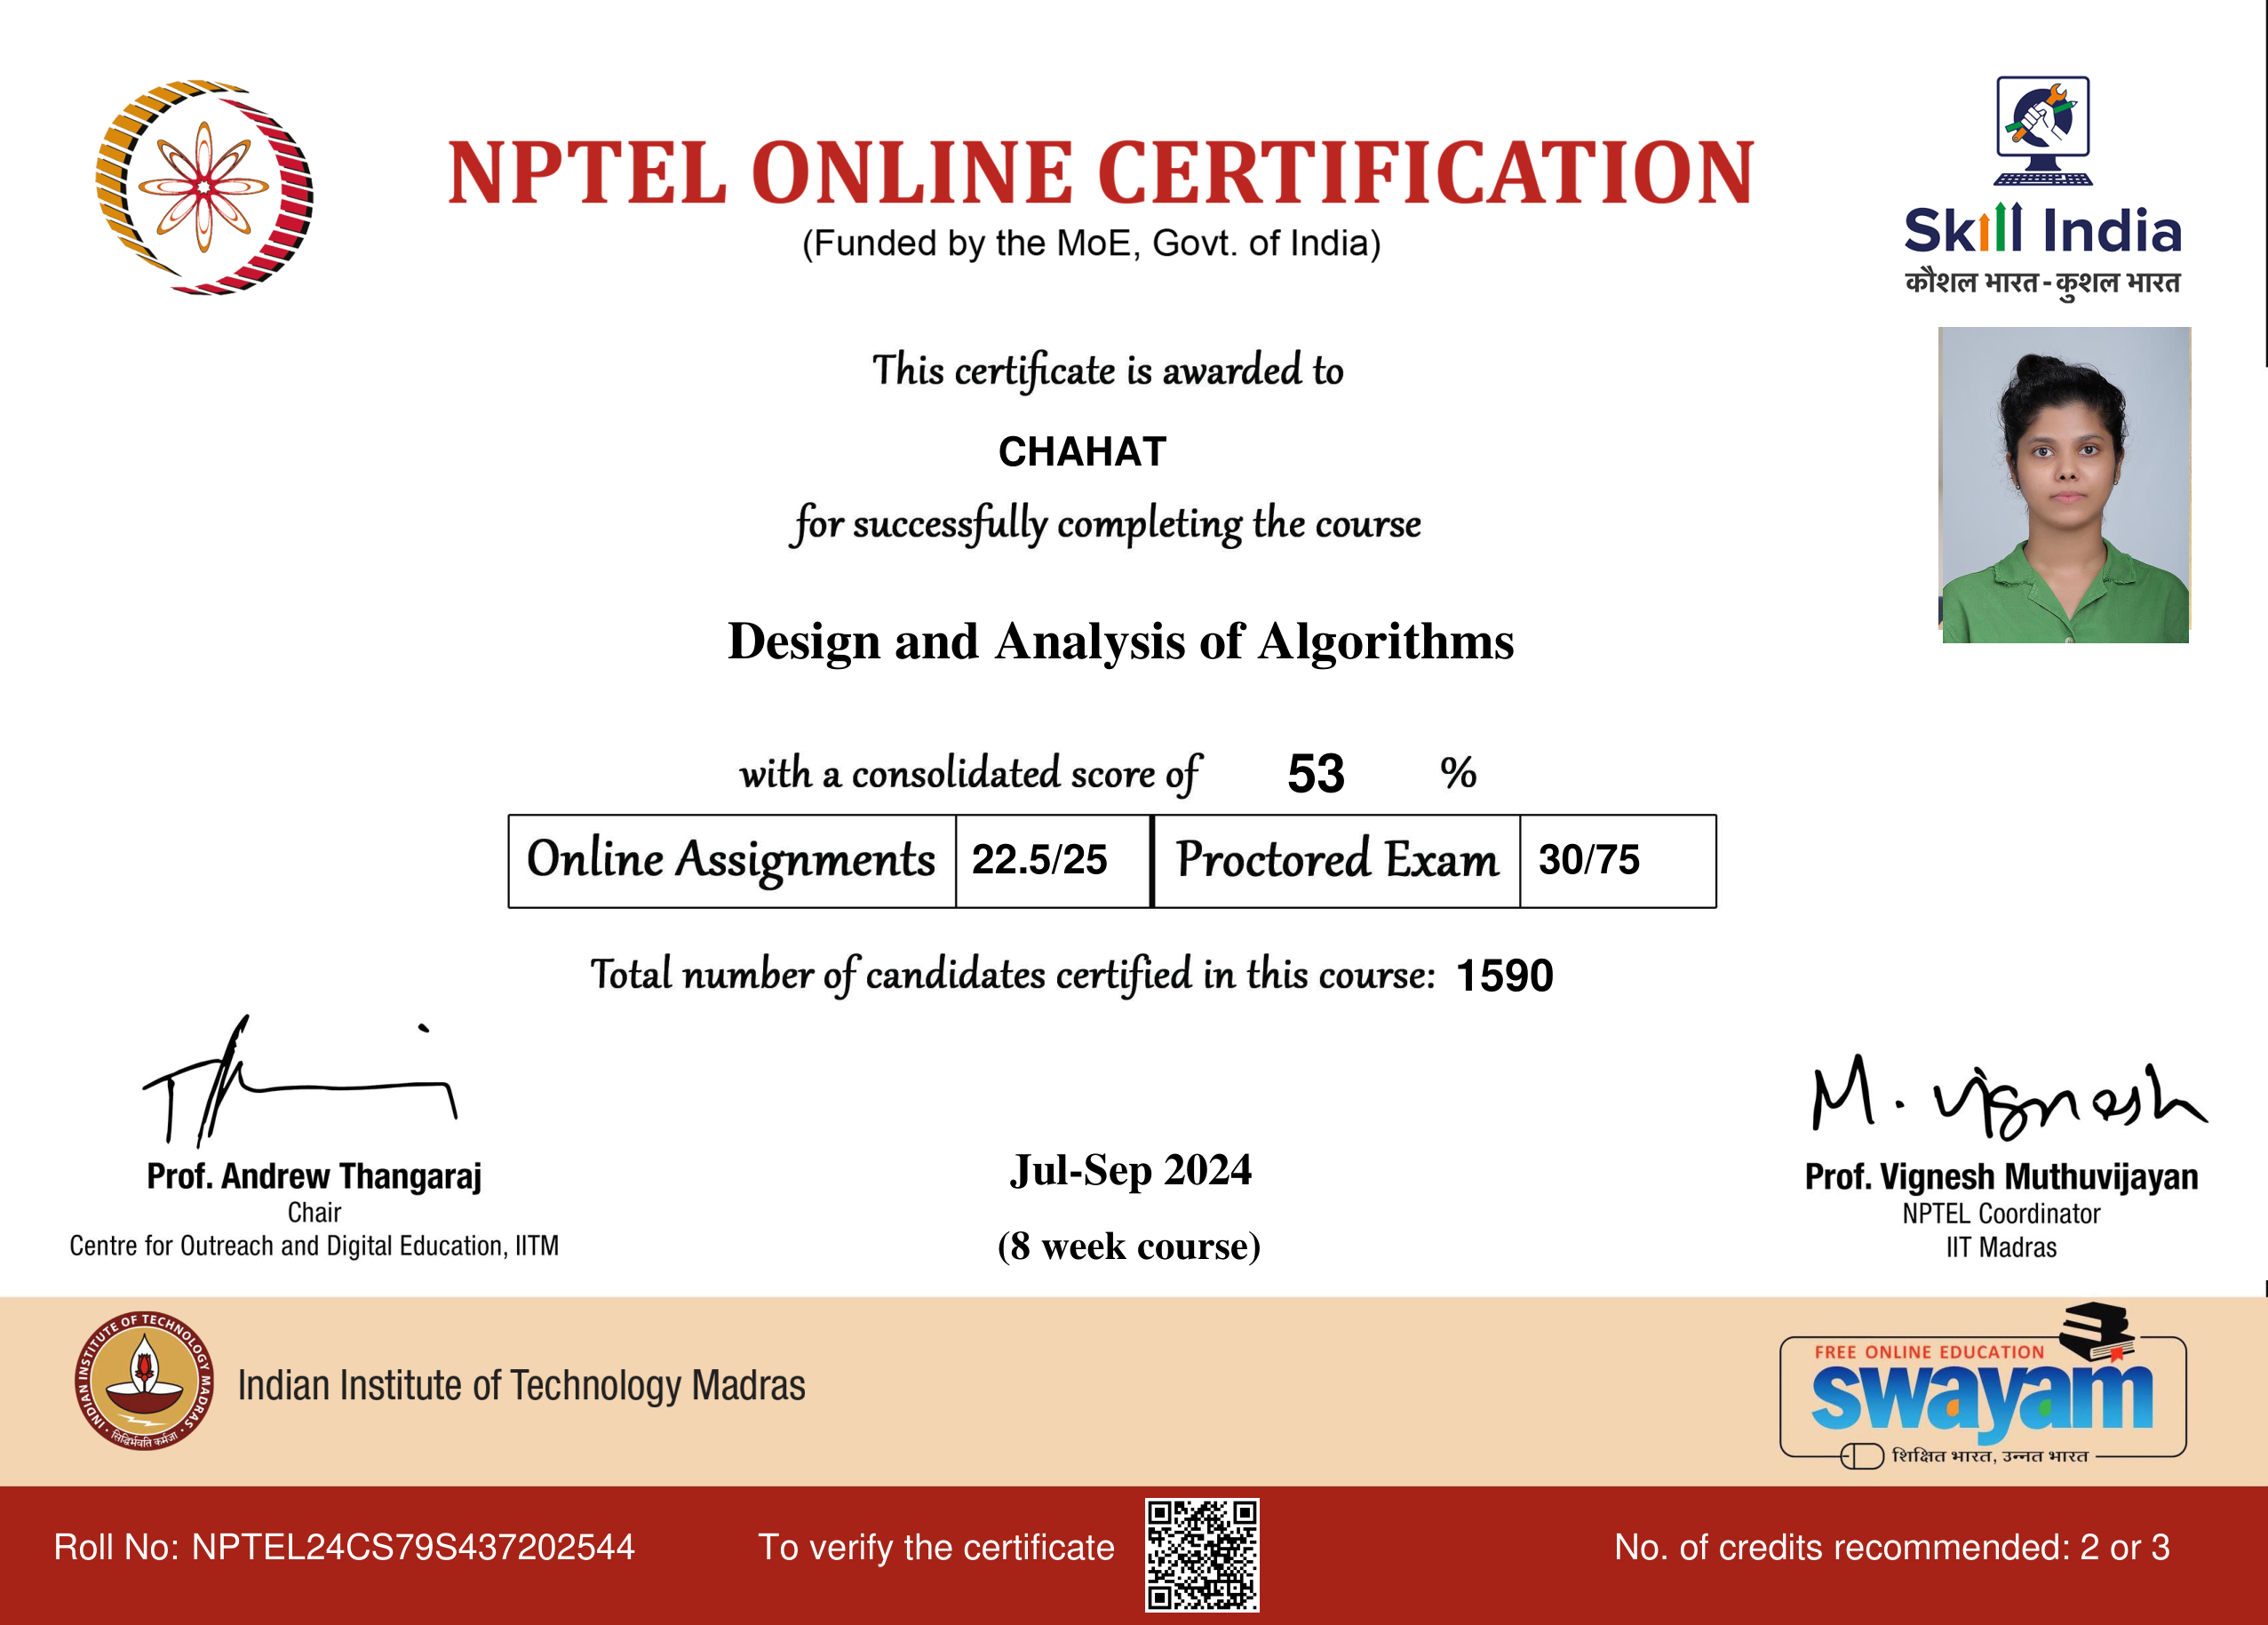 NPTEL ONLINE CERTIFICATION
(Funded by the MoE, Govt. of India)
Skill India
कौशल भारत - कुशल भारत
This certificate is awarded to
CHAHAT
for successfully completing the course
Design and Analysis of Algorithms
with a consolidated score of 53 %
Online Assignments 22.5/25 Proctored Exam 30/75
Total number of candidates certified in this course: 1590
M. Vignesh
Prof. Andrew Thangaraj
Chair
Centre for Outreach and Digital Education, IITM
Jul-Sep 2024
(8 week course)
Prof. Vignesh Muthuvijayan
NPTEL Coordinator
IIT Madras
INDIAN INSTITUTE OF TECHNOLOGY MADRAS
सिद्धिर्भवति कर्मजा
Indian Institute of Technology Madras
FREE ONLINE EDUCATION
swayam
शिक्षित भारत, उन्नत भारत
Roll No: NPTEL24CS79S437202544
To verify the certificate
No. of credits recommended: 2 or 3